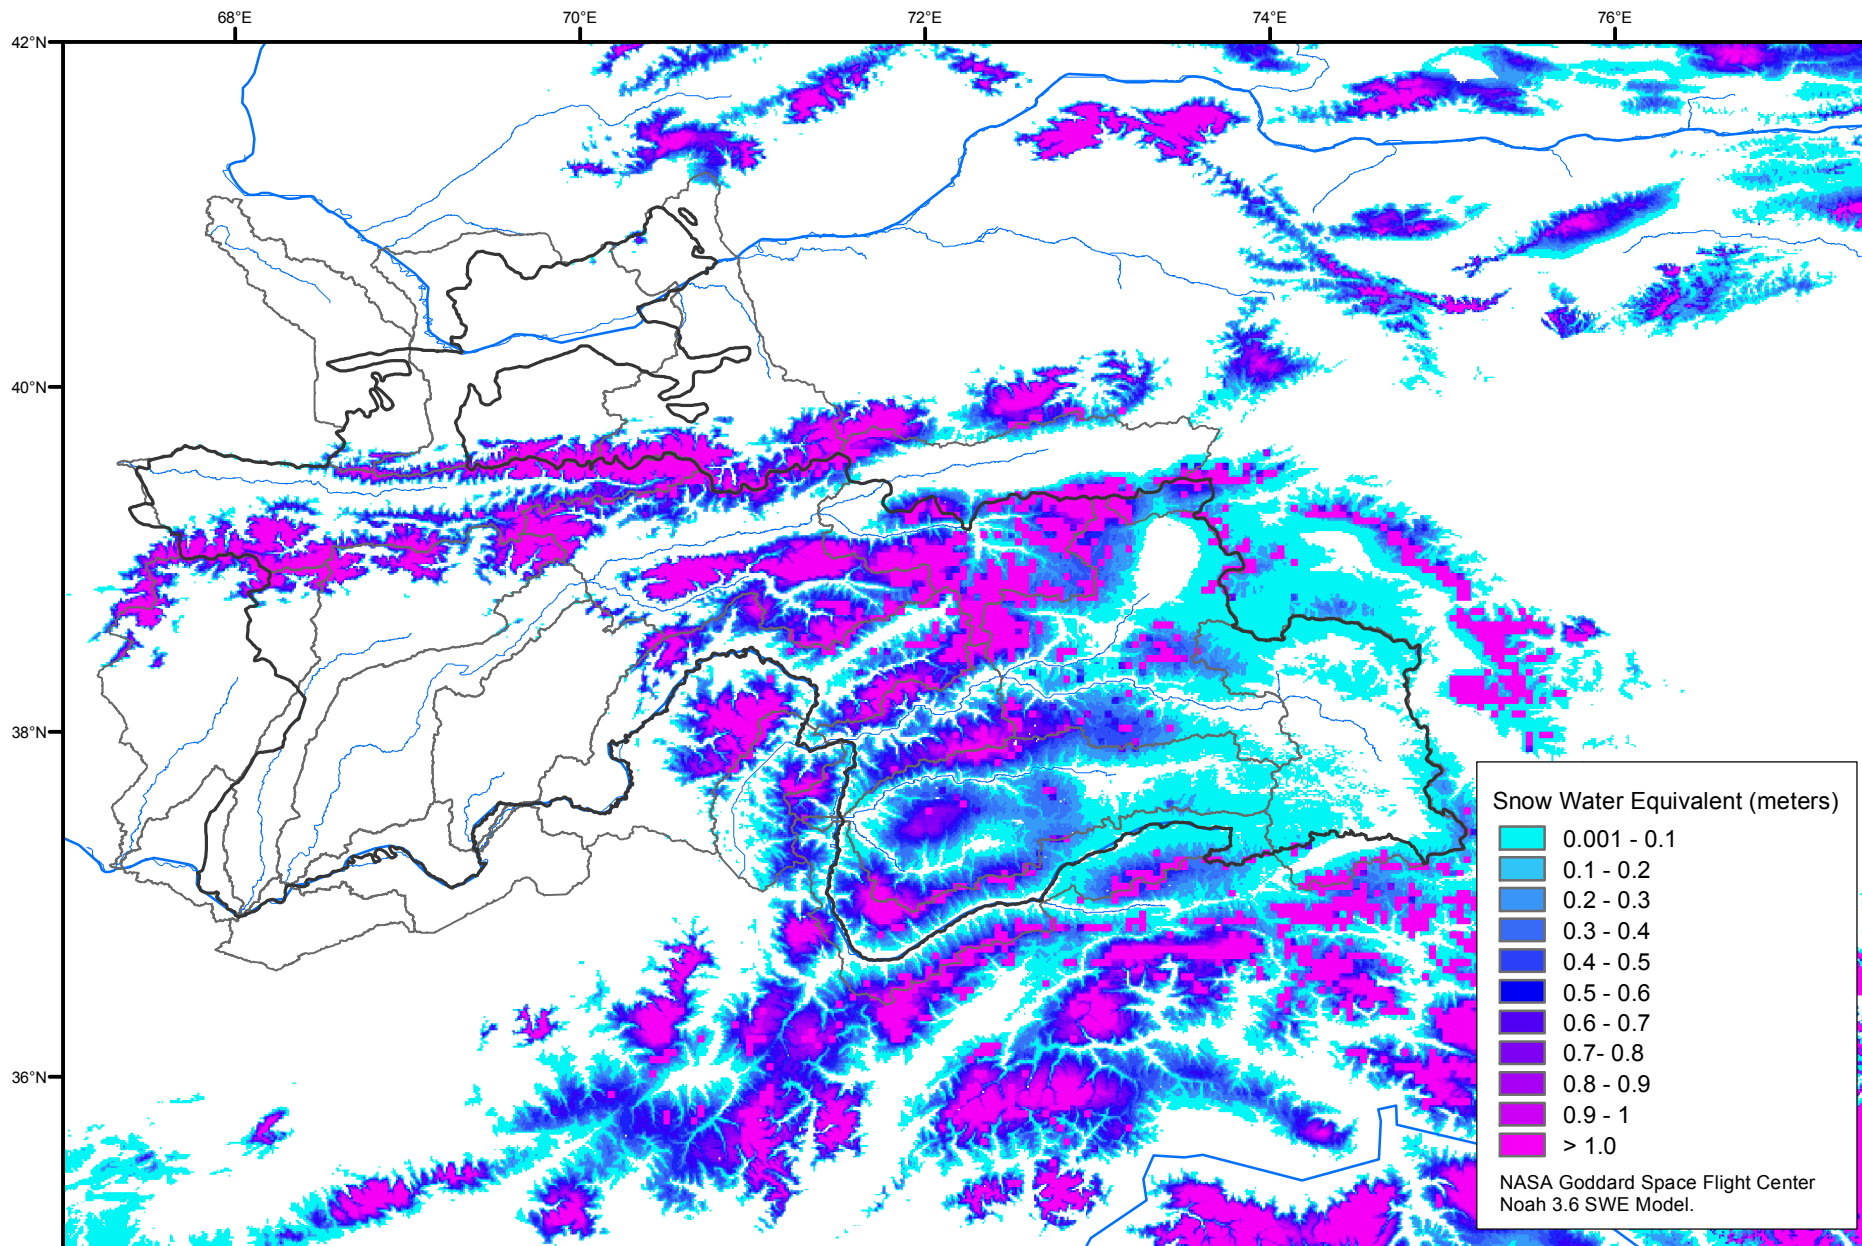 68°E
70°E
72°E
74°E
76°E
42°N
40°N
38°N
36°N
Snow Water Equivalent (meters)
0.001 - 0.1
0.1 - 0.2
0.2 - 0.3
0.3 - 0.4
0.4 - 0.5
0.5 - 0.6
0.6 - 0.7
0.7- 0.8
0.8 - 0.9
0.9 - 1
> 1.0
NASA Goddard Space Flight Center
Noah 3.6 SWE Model.